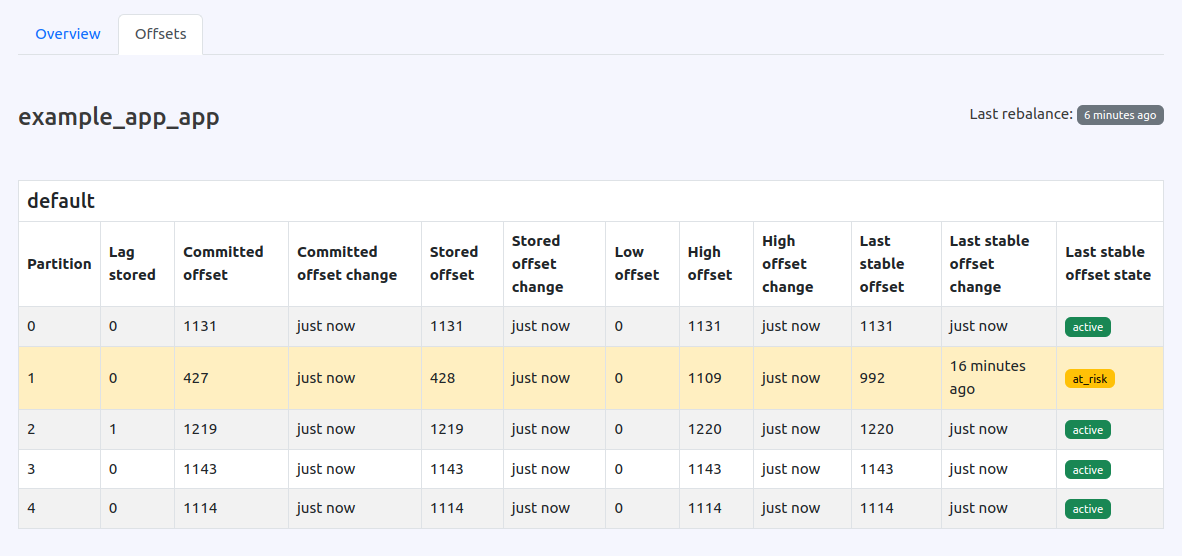 Overview Offsets
example_app_app
Last rebalance: 6 minutes ago
default
Partition Lag stored Committed offset Committed offset change Stored offset Stored offset change Low offset High offset High offset change Last stable offset Last stable offset change Last stable offset state
0 0 1131 just now 1131 just now 0 1131 just now 1131 just now active
1 0 427 just now 428 just now 0 1109 just now 992 16 minutes ago at_risk
2 1 1219 just now 1219 just now 0 1220 just now 1220 just now active
3 0 1143 just now 1143 just now 0 1143 just now 1143 just now active
4 0 1114 just now 1114 just now 0 1114 just now 1114 just now active